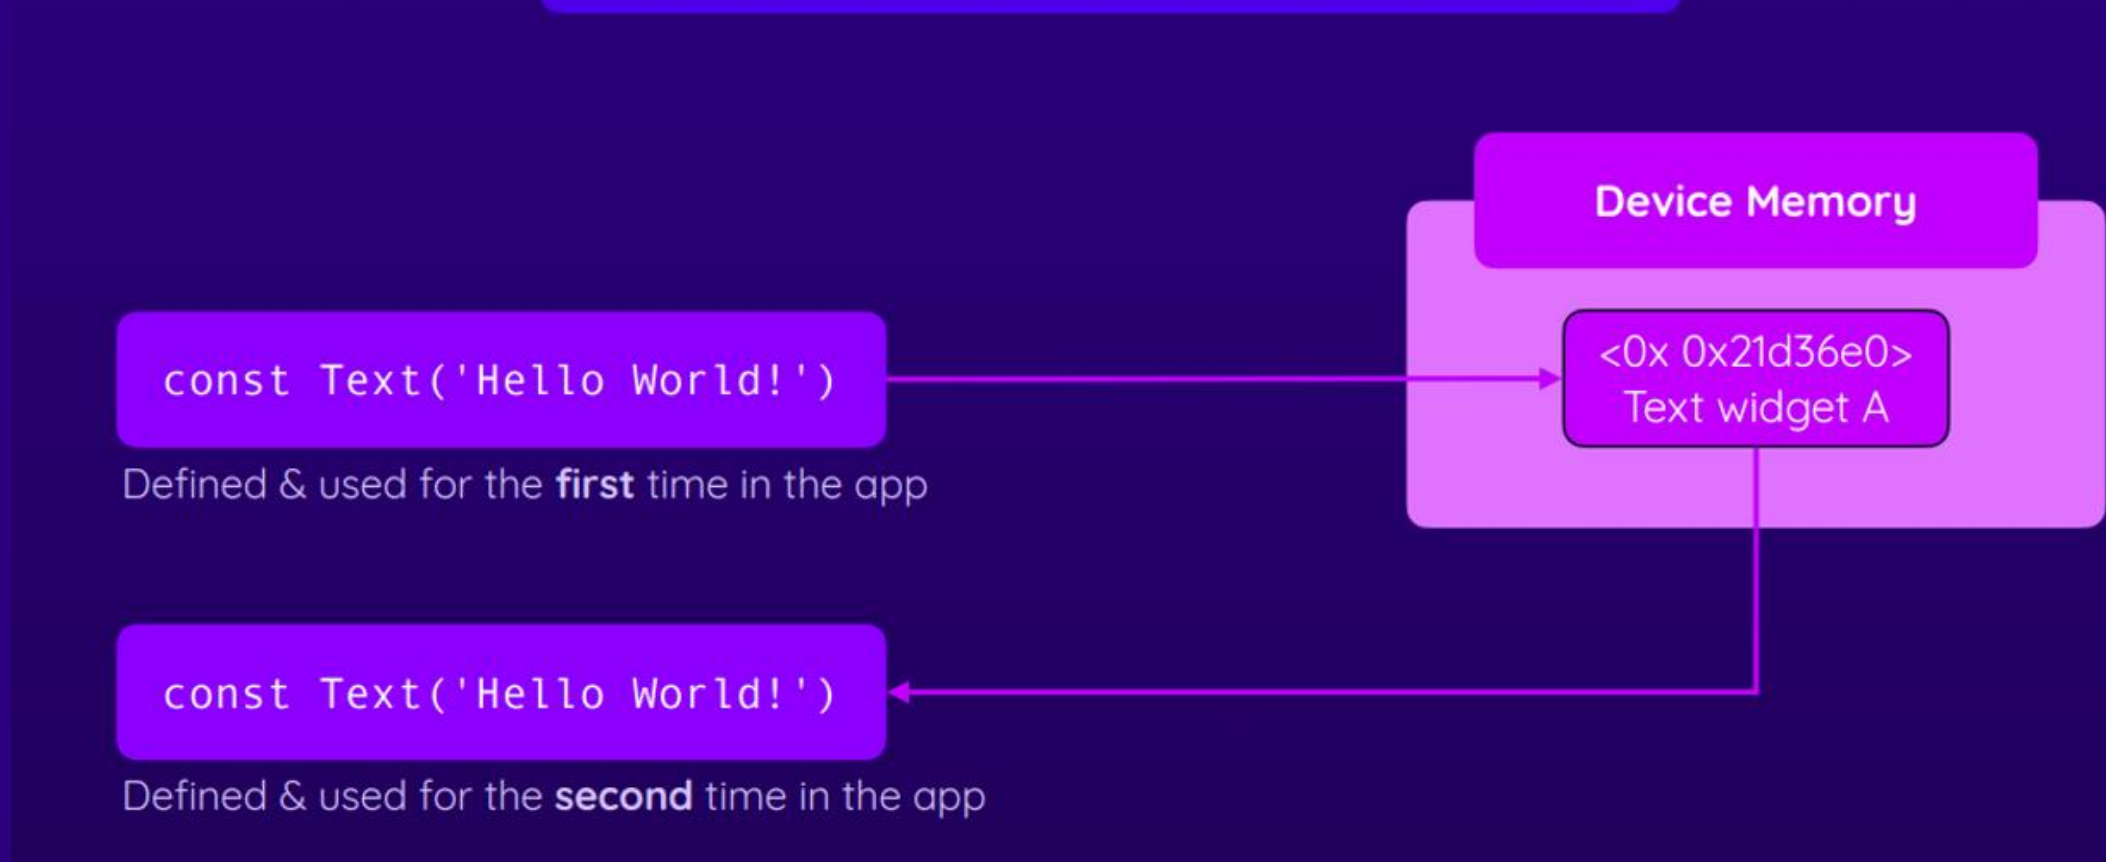 Device Memory
const Text('Hello World!')
<0x 0x21d36e0>
Text widget A
Defined & used for the first time in the app
const Text('Hello World!')
Defined & used for the second time in the app